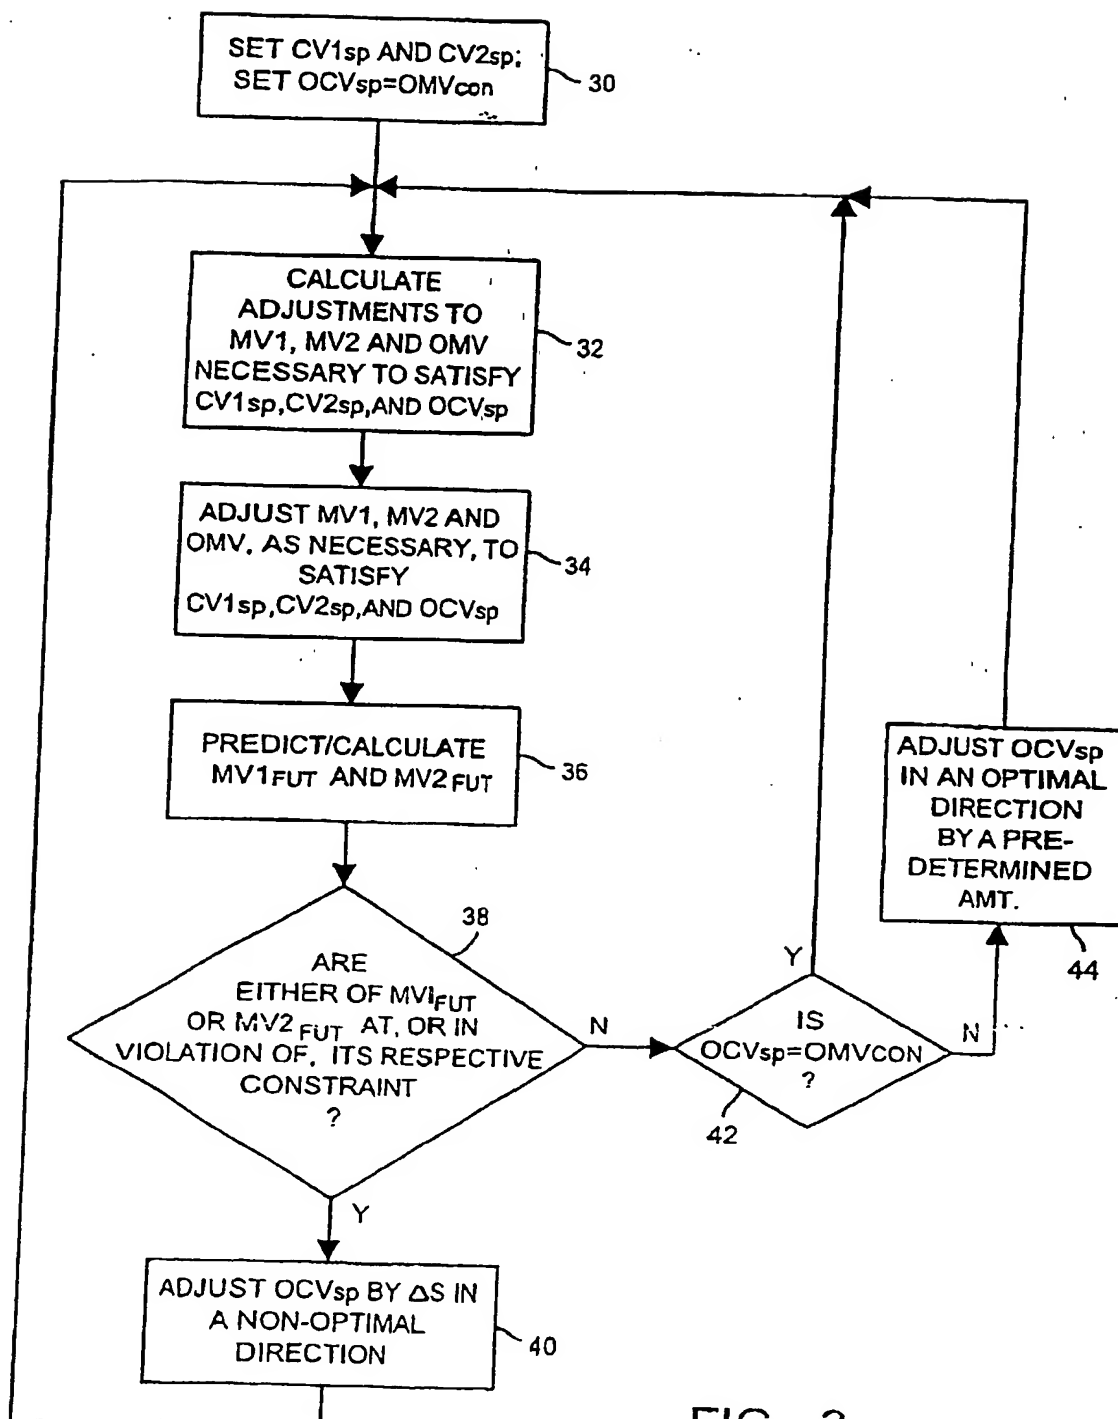 SET CV1sp AND CV2sp;
SET OCVsp=OMVcon
30
CALCULATE
ADJUSTMENTS TO
MV1, MV2 AND OMV
NECESSARY TO SATISFY
CV1sp,CV2sp,AND OCVsp
32
ADJUST MV1, MV2 AND
OMV, AS NECESSARY, TO
SATISFY
CV1sp,CV2sp,AND OCVsp
34
PREDICT/CALCULATE
MV1FUT AND MV2FUT
36
38
ARE
EITHER OF MV1FUT
OR MV2FUT AT, OR IN
VIOLATION OF, ITS RESPECTIVE
CONSTRAINT
?
N
Y
IS
OCVsp=OMVCON
?
42
Y
N
ADJUST OCVsp
IN AN OPTIMAL
DIRECTION
BY A PRE-
DETERMINED
AMT.
44
ADJUST OCVsp BY ΔS IN
A NON-OPTIMAL
DIRECTION
40